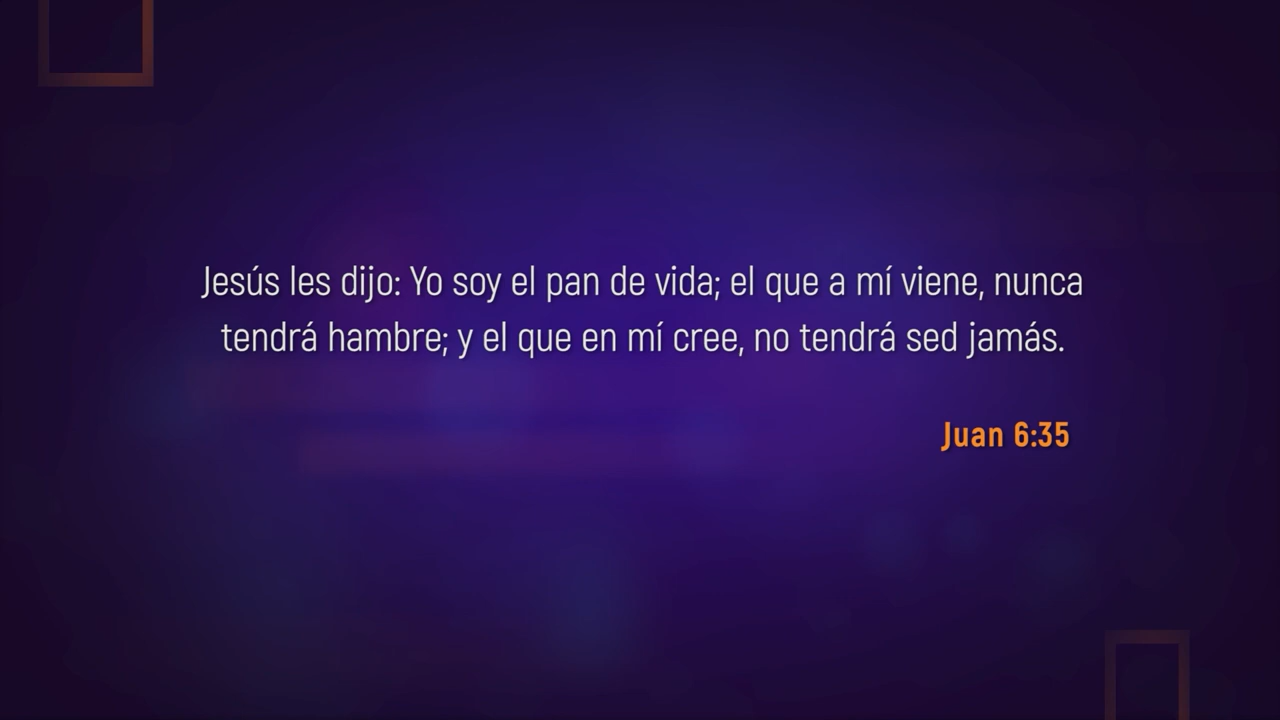 Jesús les dijo: Yo soy el pan de vida; el que a mí viene, nunca
tendrá hambre; y el que en mí cree, no tendrá sed jamás.
Juan 6:35